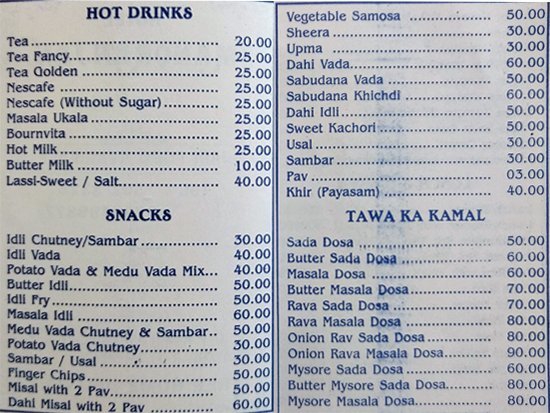 HOT DRINKS
Tea 20.00
Tea Fancy 25.00
Tea Golden 25.00
Nescafe 25.00
Nescafe (Without Sugar) 25.00
Masala Ukala 25.00
Bournvita 25.00
Hot Milk 25.00
Butter Milk 10.00
Lassi-Sweet / Salt 40.00
SNACKS
Idli Chutney/Sambar 30.00
Idli Vada 40.00
Potato Vada & Medu Vada Mix 40.00
Butter Idli 50.00
Idli Fry 50.00
Masala Idli 60.00
Medu Vada Chutney & Sambar 50.00
Potato Vada Chutney 30.00
Sambar / Usal 30.00
Finger Chips 50.00
Misal with 2 Pav 50.00
Dahi Misal with 2 Pav 60.00
Vegetable Samosa 50.00
Sheera 30.00
Upma 30.00
Dahi Vada 60.00
Sabudana Vada 50.00
Sabudana Khichdi 60.00
Dahi Idli 50.00
Sweet Kachori 50.00
Usal 30.00
Sambar 30.00
Pav 03.00
Khir (Payasam) 40.00
TAWA KA KAMAL
Sada Dosa 50.00
Butter Sada Dosa 60.00
Masala Dosa 60.00
Butter Masala Dosa 70.00
Rava Sada Dosa 70.00
Rava Masala Dosa 80.00
Onion Rav Sada Dosa 80.00
Onion Rava Masala Dosa 90.00
Mysore Sada Dosa 60.00
Butter Mysore Sada Dosa 80.00
Mysore Masala Dosa 80.00